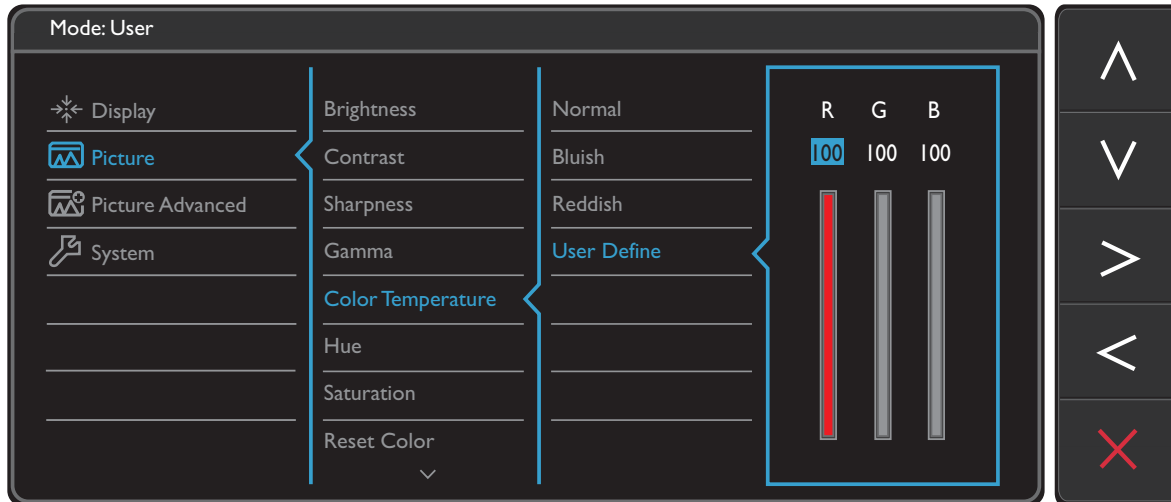 Mode: User
Display
Picture
Picture Advanced
System
Brightness
Contrast
Sharpness
Gamma
Color Temperature
Hue
Saturation
Reset Color
Normal
Bluish
Reddish
User Define
R G B
100 100 100